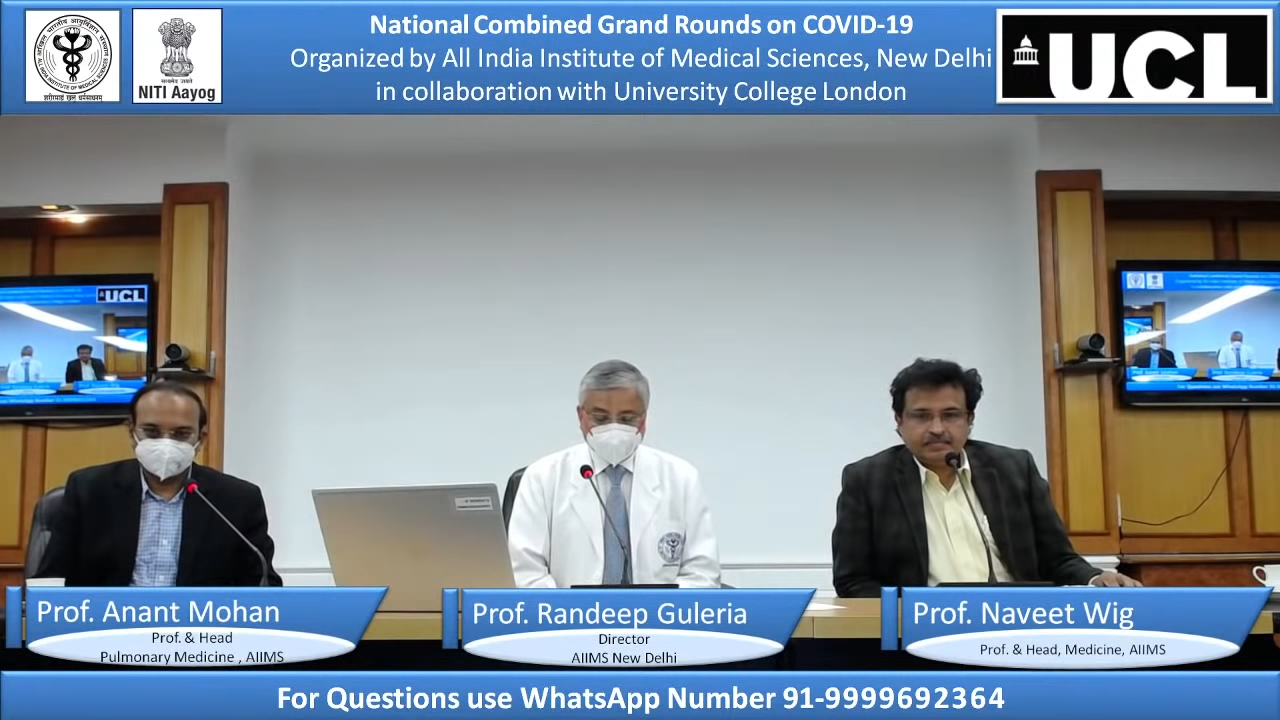 National Combined Grand Rounds on COVID-19
Organized by All India Institute of Medical Sciences, New Delhi
in collaboration with University College London
NITI Aayog
UCL
UCL
Prof. Anant Mohan
Prof. & Head
Pulmonary Medicine , AIIMS
Prof. Randeep Guleria
Director
AIIMS New Delhi
Prof. Naveet Wig
Prof. & Head, Medicine, AIIMS
For Questions use WhatsApp Number 91-9999692364